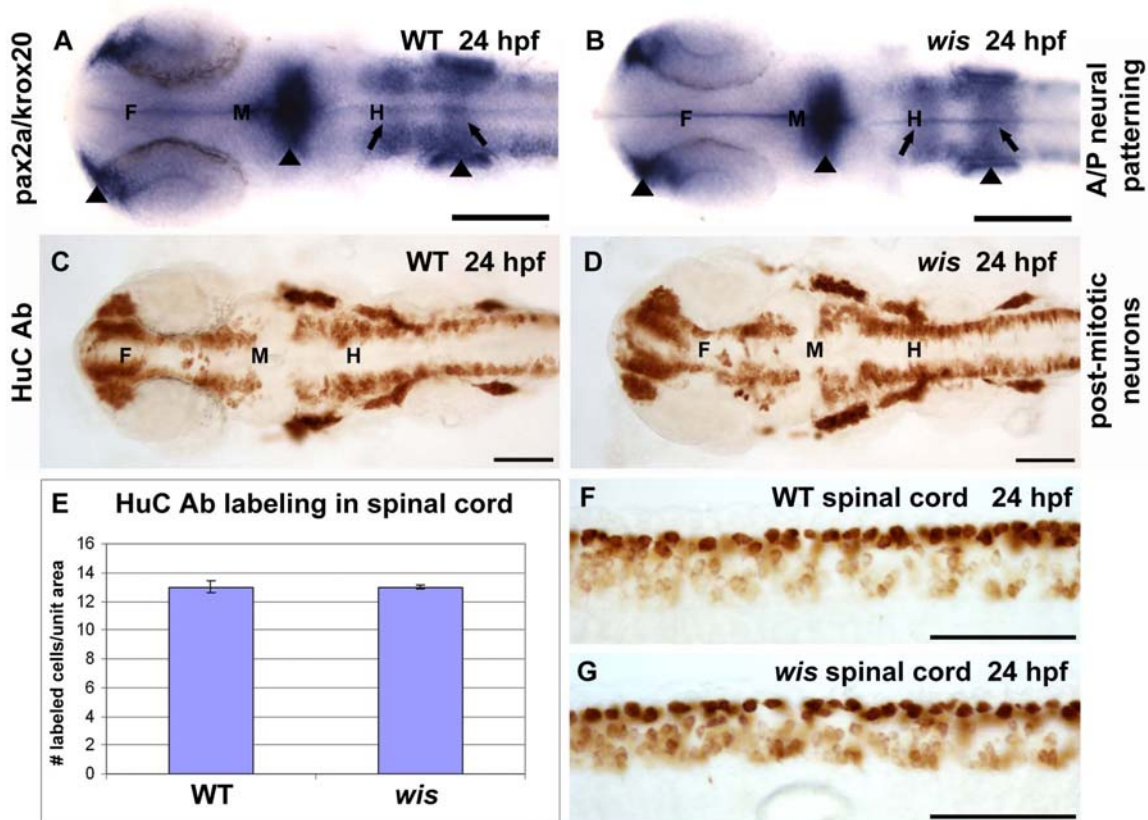 pax2a/krox20
A
WT 24 hpf
F
M
H
B
wis 24 hpf
F
M
H
A/P neural
patterning
HuC Ab
C
WT 24 hpf
F
M
H
D
wis 24 hpf
F
M
H
post-mitotic
neurons
E
HuC Ab labeling in spinal cord
# labeled cells/unit area
16
14
12
10
8
6
4
2
0
WT
wis
F
WT spinal cord 24 hpf
G
wis spinal cord 24 hpf